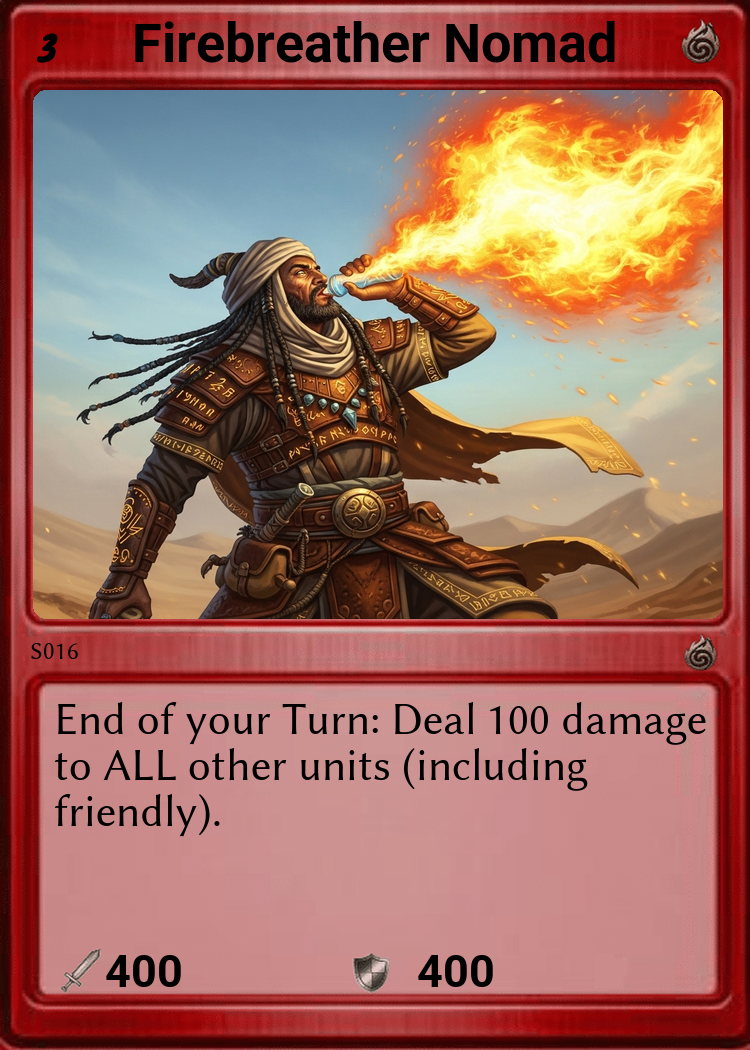 3 Firebreather Nomad
S016
End of your Turn: Deal 100 damage
to ALL other units (including
friendly).
400 400